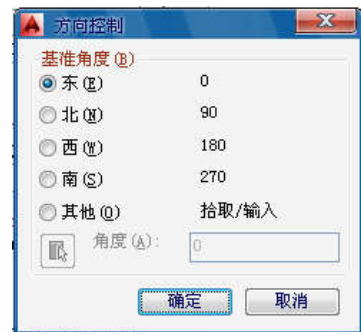 方向控制
基准角度(B)
东(E) 0
北(N) 90
西(W) 180
南(S) 270
其他(O) 拾取/输入
角度(A): 0
确定 取消